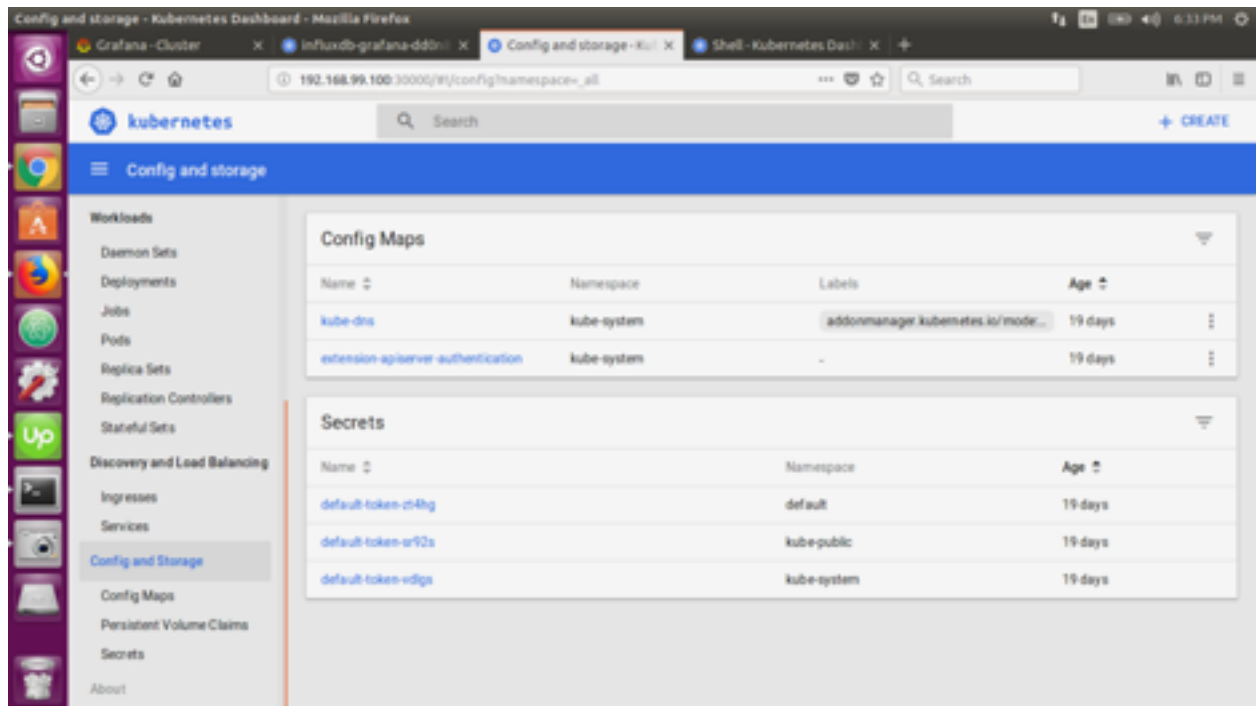 Config and storage - Kubernetes Dashboard - Mozilla Firefox
En
6:33 PM
Grafana - Cluster
Config and storage - Ku
Shell - Kubernetes Dash
192.168.99.100:30000/#!/config?namespace=_all
Search
kubernetes
Search
+ CREATE
Config and storage
Workloads
Daemon Sets
Deployments
Jobs
Pods
Replica Sets
Replication Controllers
Stateful Sets
Discovery and Load Balancing
Ingresses
Services
Config and Storage
Config Maps
Persistent Volume Claims
Secrets
About
Config Maps
Name Namespace Labels Age
kube-dns kube-system addonmanager.kubernetes.io/mode:... 19 days
extension-apiserver-authentication kube-system - 19 days
Secrets
Name Namespace Age
default-token-zt4hg default 19 days
default-token-sr92s kube-public 19 days
kube-system 19 days
Up